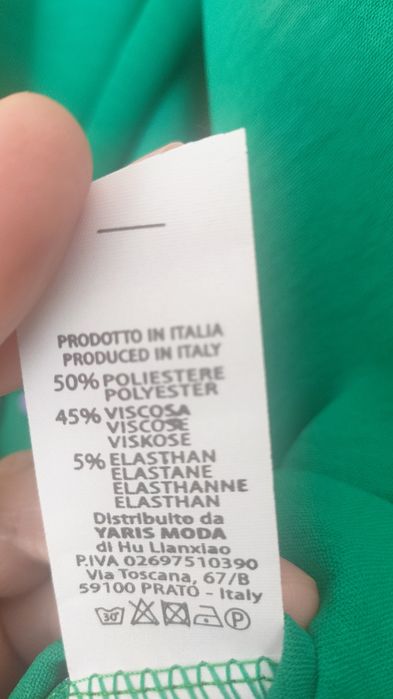 PRODOTTO IN ITALIA
PRODUCED IN ITALY
50% POLIESTERE
POLYESTER
45% VISCOSA
VISCOSE
VISKOSE
5% ELASTHAN
ELASTANE
ELASTHANNE
ELASTHAN
Distribuito da
YARIS MODA
di Hu Lianxiao
P.IVA 02697510390
Via Toscana, 67/B
59100 PRATO - Italy
30° P